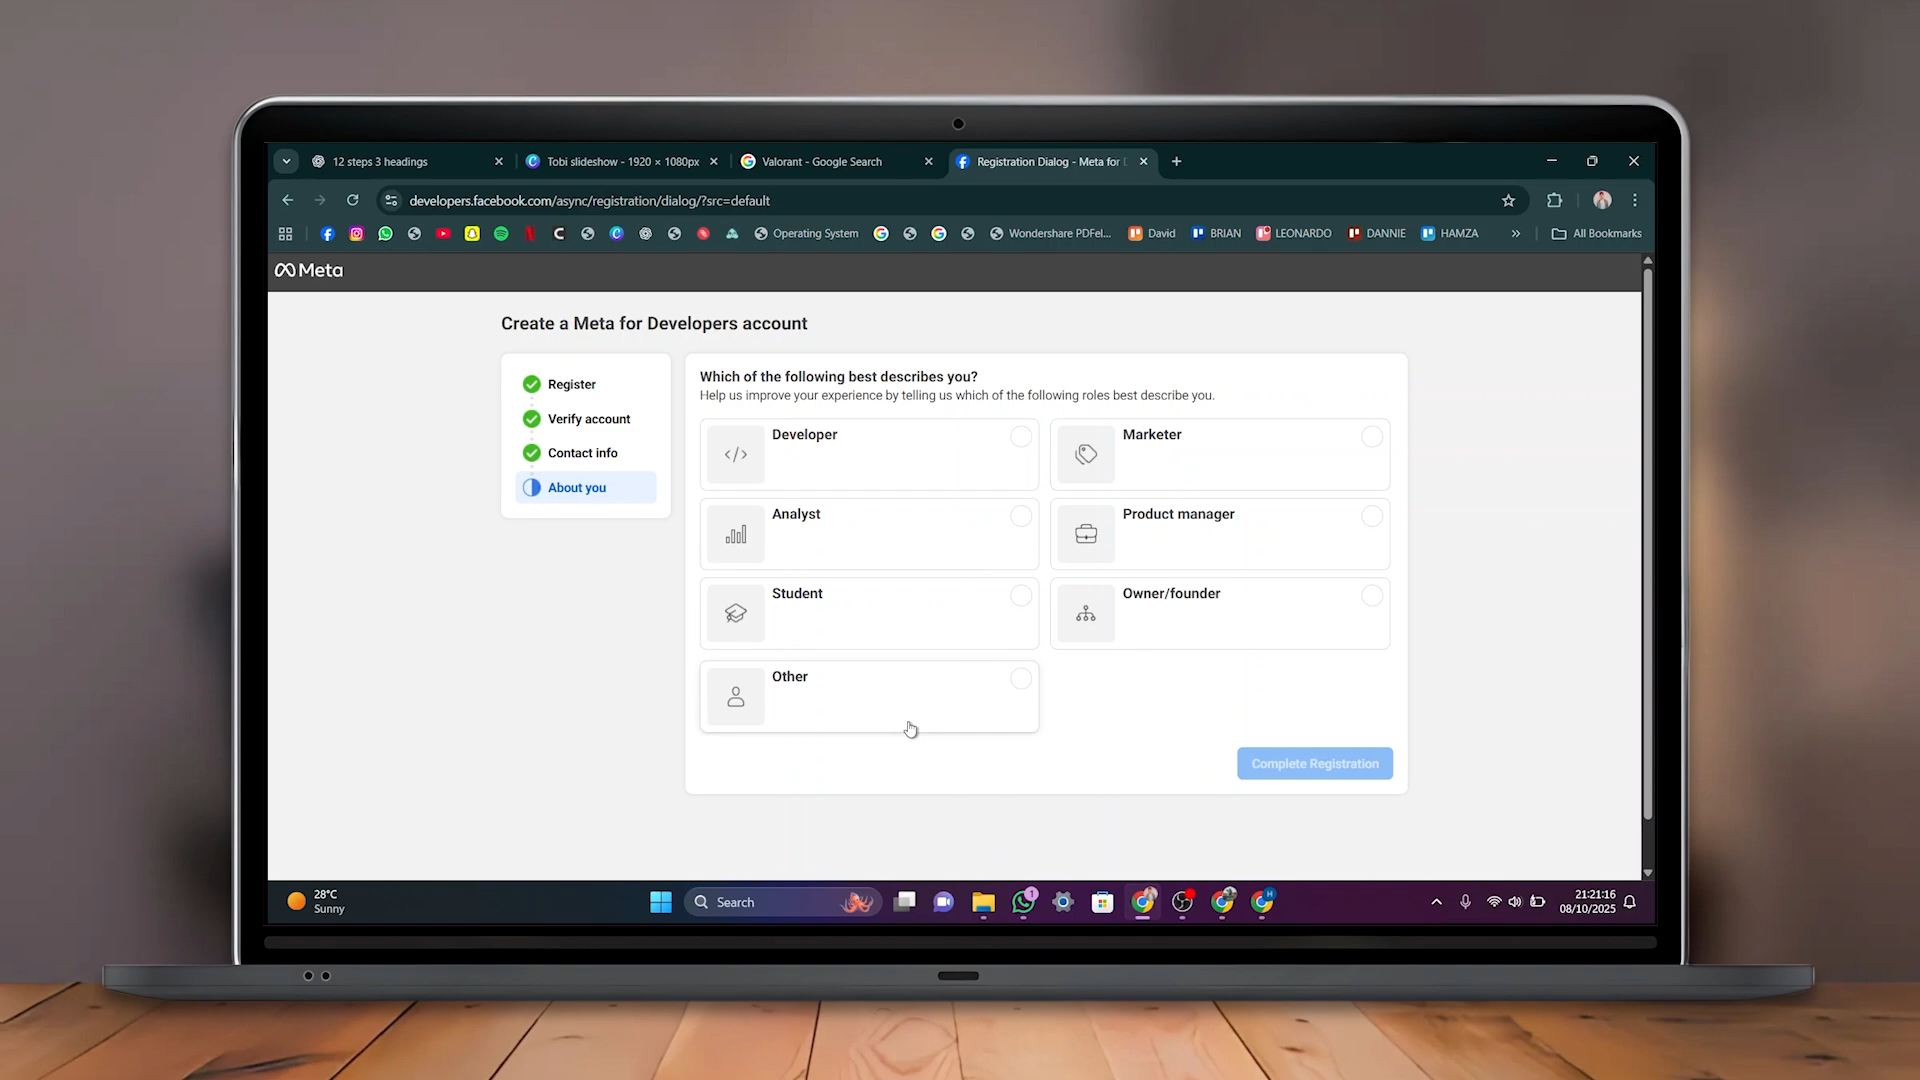 12 steps 3 headings
Tobi slideshow - 1920 × 1080px
Valorant - Google Search
Registration Dialog - Meta for
developers.facebook.com/async/registration/dialog/?src=default
Operating System
Wondershare PDFel...
David
BRIAN
LEONARDO
DANNIE
HAMZA
All Bookmarks
Meta
Create a Meta for Developers account
Register
Verify account
Contact info
About you
Which of the following best describes you?
Help us improve your experience by telling us which of the following roles best describe you.
Developer
Marketer
Analyst
Product manager
Student
Owner/founder
Other
Complete Registration
28°C
Sunny
Search
1
H
21:21:16
08/10/2025